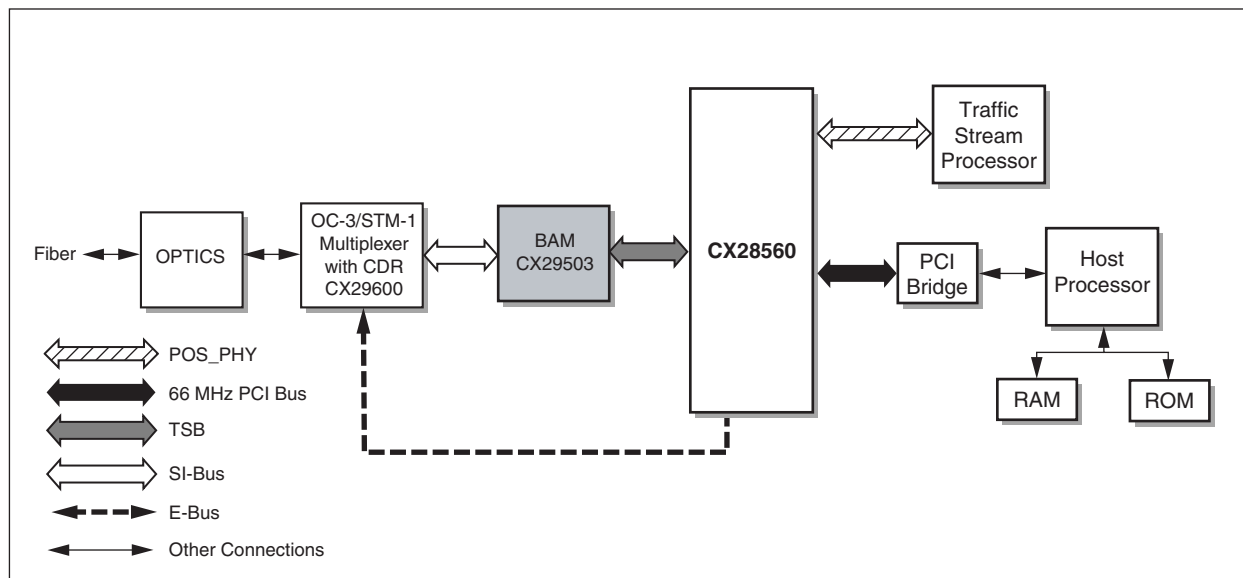 Fiber
OPTICS
OC-3/STM-1
Multiplexer
with CDR
CX29600
BAM
CX29503
CX28560
Traffic
Stream
Processor
PCI
Bridge
Host
Processor
RAM
ROM
POS_PHY
66 MHz PCI Bus
TSB
SI-Bus
E-Bus
Other Connections